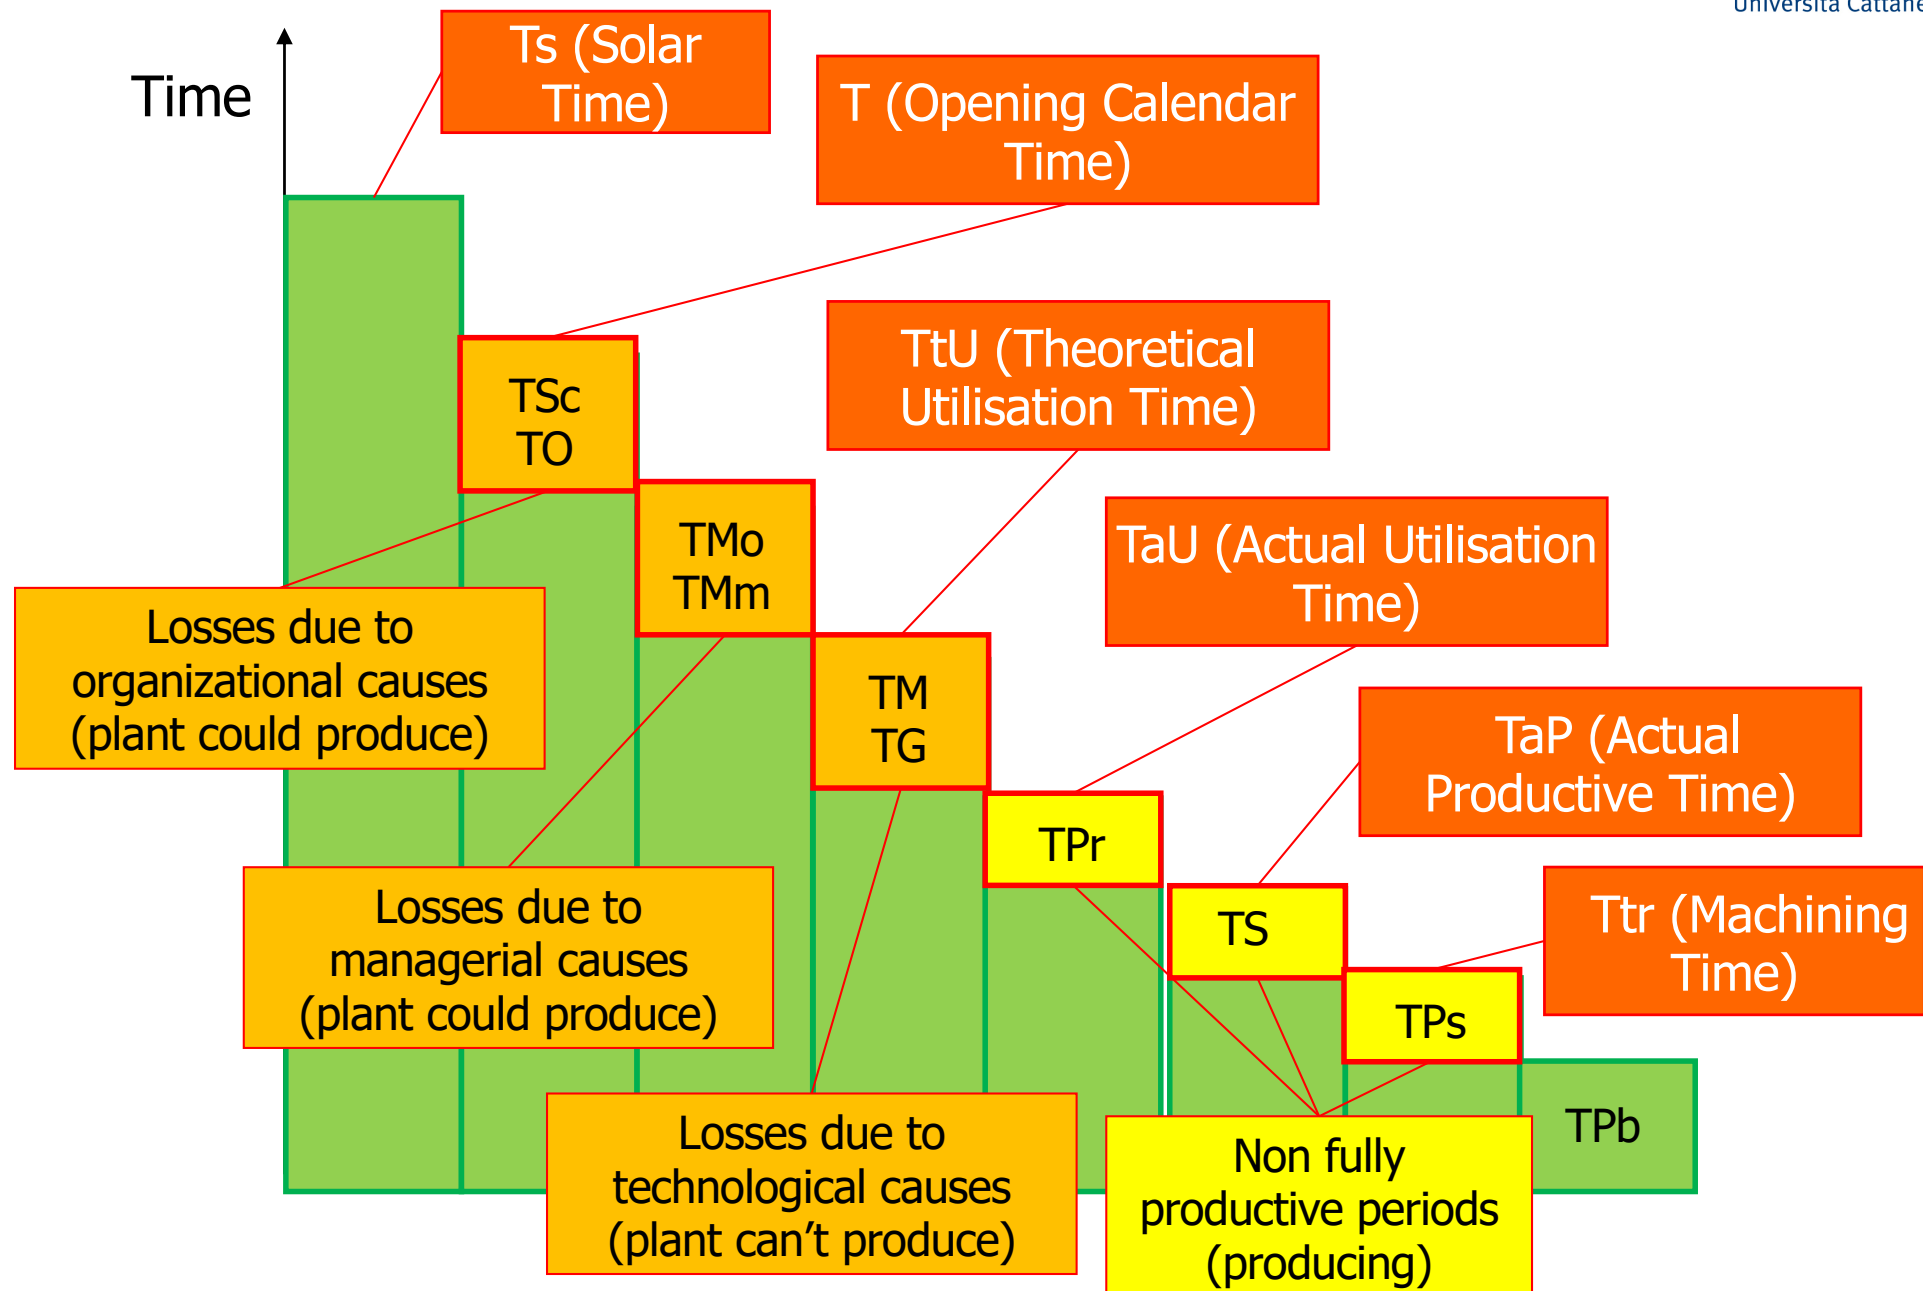 Università Cattane
Time
Ts (Solar
Time)
T (Opening Calendar
Time)
TtU (Theoretical
Utilisation Time)
TSc
TO
TaU (Actual Utilisation
Time)
TMo
TMm
Losses due to
organizational causes
(plant could produce)
TM
TG
TaP (Actual
Productive Time)
TPr
Losses due to
managerial causes
(plant could produce)
TS
Ttr (Machining
Time)
TPs
Losses due to
technological causes
(plant can't produce)
Non fully
productive periods
(producing)
TPb